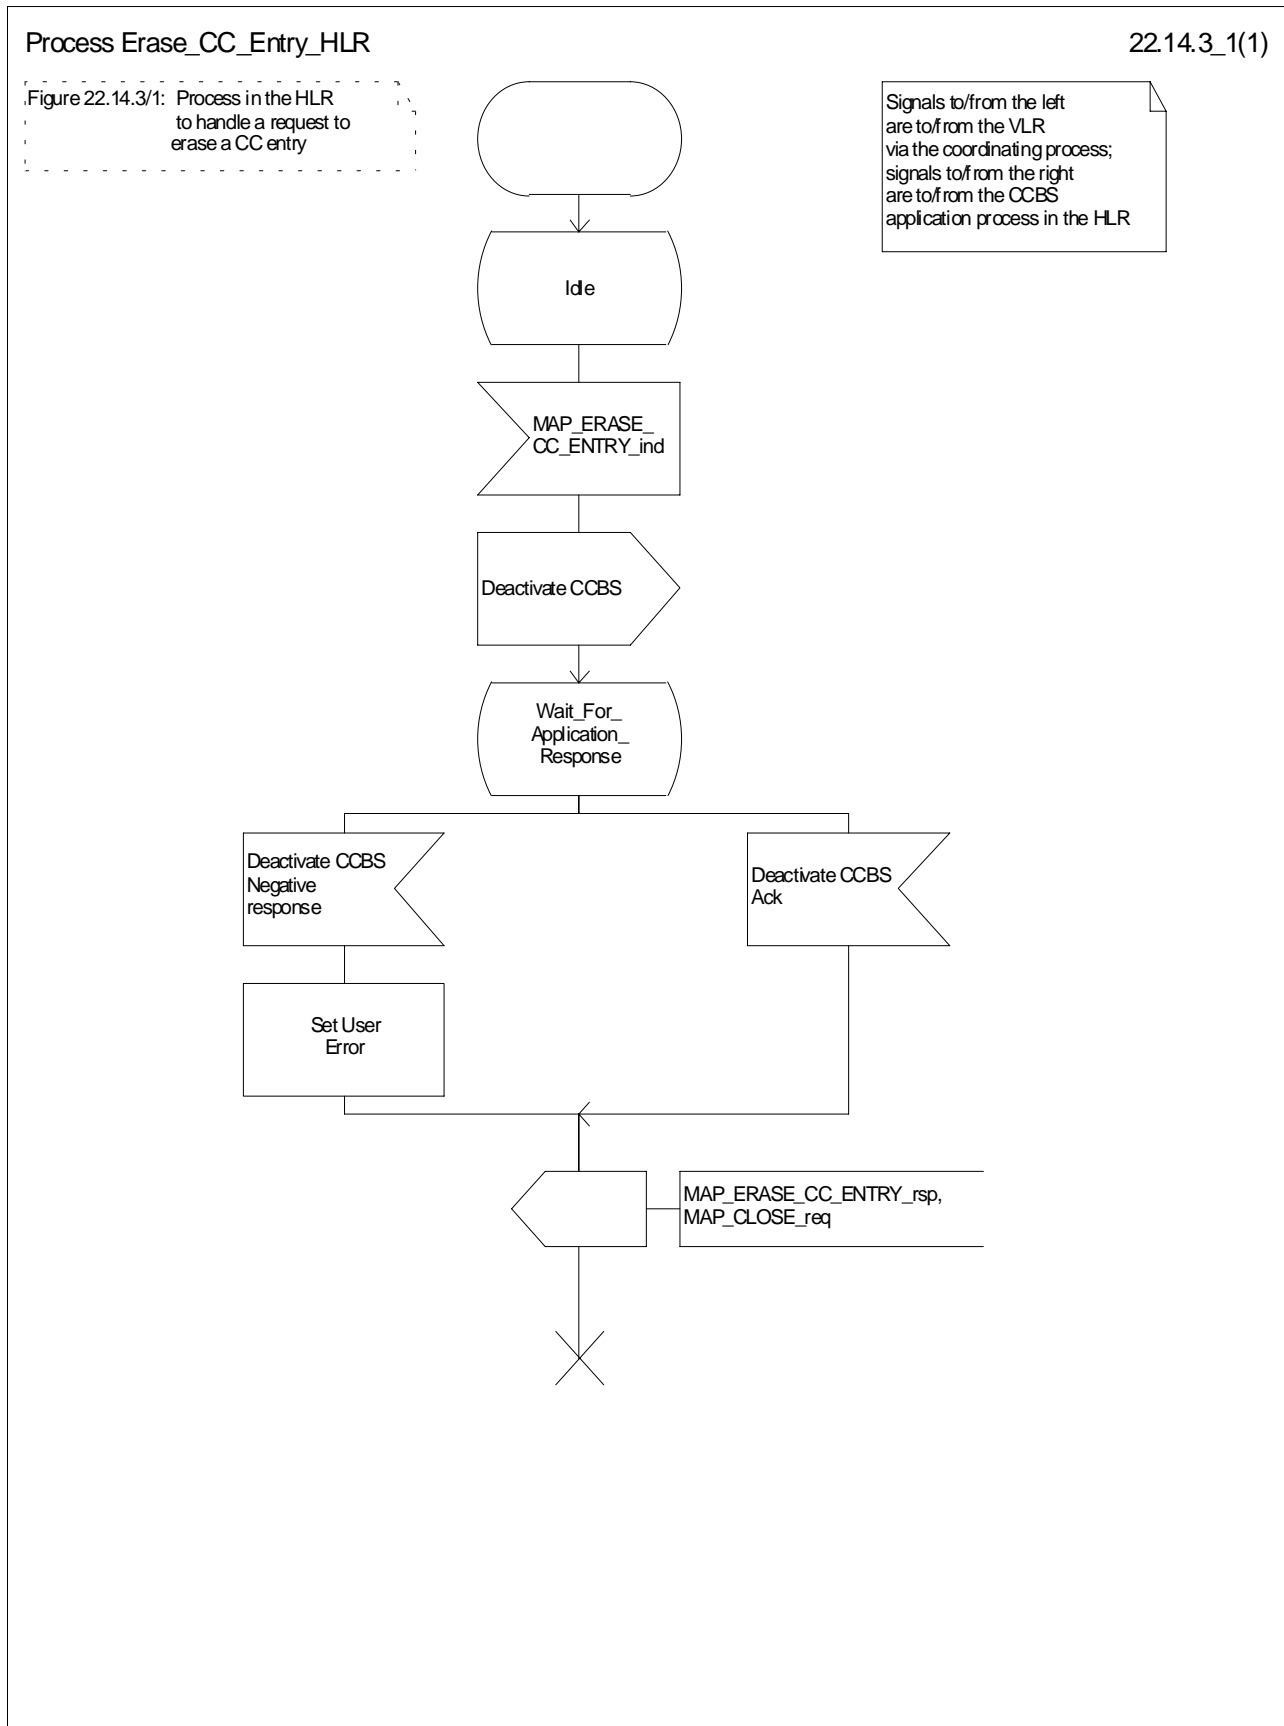 Process Erase_CC_Entry_HLR
22.14.3_1(1)
Figure 22.14.3/1: Process in the HLR
to handle a request to
erase a CC entry
Signals to/from the left
are to/from the VLR
via the coordinating process;
signals to/from the right
are to/from the CCBS
application process in the HLR
Idle
MAP_ERASE_
CC_ENTRY_ind
Deactivate CCBS
Wait_For_
Application_
Response
Deactivate CCBS
Negative
response
Deactivate CCBS
Ack
Set User
Error
MAP_ERASE_CC_ENTRY_rsp,
MAP_CLOSE_req